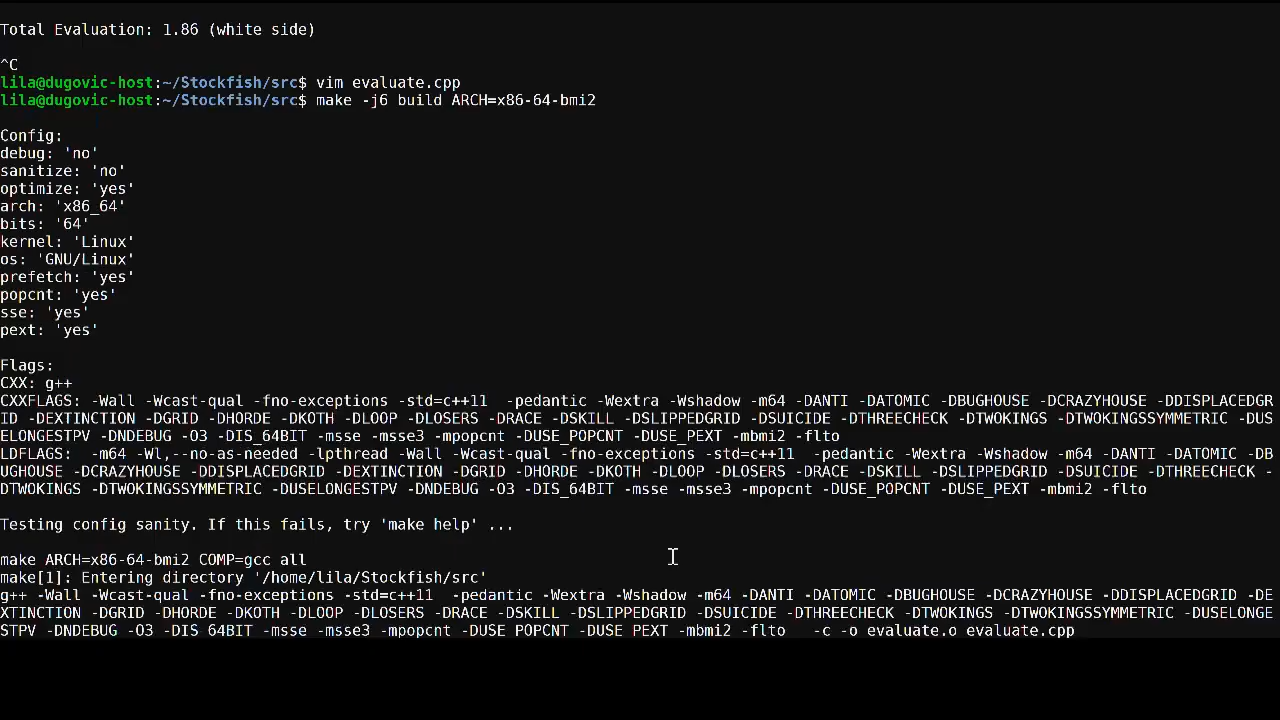 Total Evaluation: 1.86 (white side)
^C
lila@dugovic-host:~/Stockfish/src$ vim evaluate.cpp
lila@dugovic-host:~/Stockfish/src$ make -j6 build ARCH=x86-64-bmi2
Config:
debug: 'no'
sanitize: 'no'
optimize: 'yes'
arch: 'x86_64'
bits: '64'
kernel: 'Linux'
os: 'GNU/Linux'
prefetch: 'yes'
popcnt: 'yes'
sse: 'yes'
pext: 'yes'
Flags:
CXX: g++
CXXFLAGS: -Wall -Wcast-qual -fno-exceptions -std=c++11  -pedantic -Wextra -Wshadow -m64 -DANTI -DATOMIC -DBUGHOUSE -DCRAZYHOUSE -DDISPLACEDGR
ID -DEXTINCTION -DGRID -DHORDE -DKOTH -DLOOP -DLOSERS -DRACE -DSKILL -DSLIPPEDGRID -DSUICIDE -DTHREECHECK -DTWOKINGS -DTWOKINGSSYMMETRIC -DUS
ELONGESTPV -DNDEBUG -O3 -DIS_64BIT -msse -msse3 -mpopcnt -DUSE_POPCNT -DUSE_PEXT -mbmi2 -flto
LDFLAGS:  -m64 -Wl,--no-as-needed -lpthread -Wall -Wcast-qual -fno-exceptions -std=c++11  -pedantic -Wextra -Wshadow -m64 -DANTI -DATOMIC -DB
UGHOUSE -DCRAZYHOUSE -DDISPLACEDGRID -DEXTINCTION -DGRID -DHORDE -DKOTH -DLOOP -DLOSERS -DRACE -DSKILL -DSLIPPEDGRID -DSUICIDE -DTHREECHECK -
DTWOKINGS -DTWOKINGSSYMMETRIC -DUSELONGESTPV -DNDEBUG -O3 -DIS_64BIT -msse -msse3 -mpopcnt -DUSE_POPCNT -DUSE_PEXT -mbmi2 -flto
Testing config sanity. If this fails, try 'make help' ...
make ARCH=x86-64-bmi2 COMP=gcc all
make[1]: Entering directory '/home/lila/Stockfish/src'
g++ -Wall -Wcast-qual -fno-exceptions -std=c++11  -pedantic -Wextra -Wshadow -m64 -DANTI -DATOMIC -DBUGHOUSE -DCRAZYHOUSE -DDISPLACEDGRID -DE
XTINCTION -DGRID -DHORDE -DKOTH -DLOOP -DLOSERS -DRACE -DSKILL -DSLIPPEDGRID -DSUICIDE -DTHREECHECK -DTWOKINGS -DTWOKINGSSYMMETRIC -DUSELONGE
STPV -DNDEBUG -O3 -DIS_64BIT -msse -msse3 -mpopcnt -DUSE_POPCNT -DUSE_PEXT -mbmi2 -flto   -c -o evaluate.o evaluate.cpp